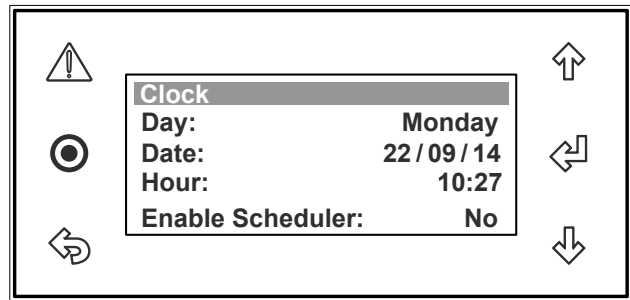 Clock
Day: Monday
Date: 22/09/14
Hour: 10:27
Enable Scheduler: No